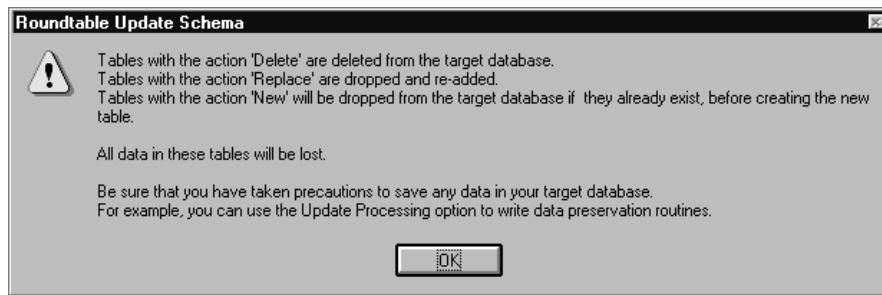 Roundtable Update Schema
Tables with the action 'Delete' are deleted from the target database.
Tables with the action 'Replace' are dropped and re-added.
Tables with the action 'New' will be dropped from the target database if they already exist, before creating the new
table.
All data in these tables will be lost.
Be sure that you have taken precautions to save any data in your target database.
For example, you can use the Update Processing option to write data preservation routines.
OK